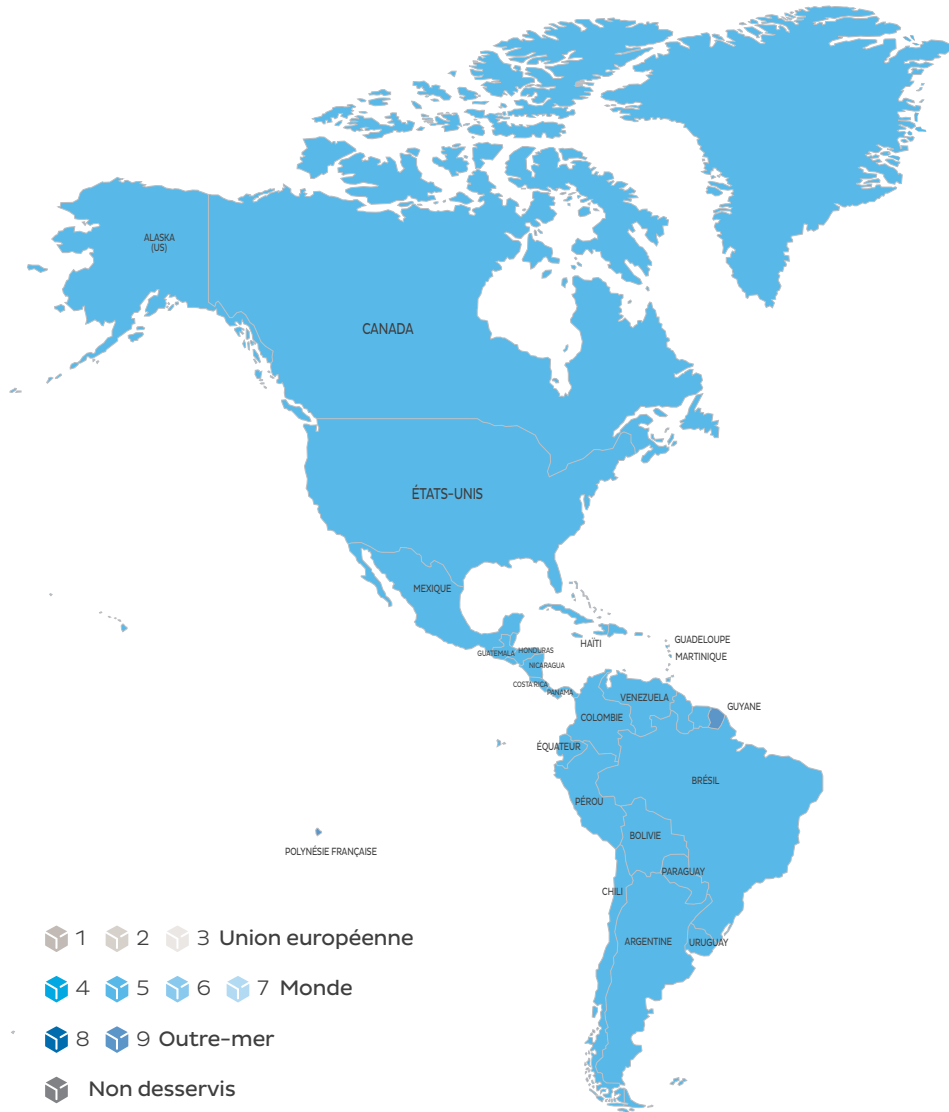 ALASKA
(US)
CANADA
ÉTATS-UNIS
MEXIQUE
GUATEMALA
HONDURAS
NICARAGUA
COSTA RICA
PANAMA
HAÏTI
GUADELOUPE
MARTINIQUE
VENEZUELA
GUYANE
COLOMBIE
ÉQUATEUR
BRÉSIL
PÉROU
BOLIVIE
POLYNÉSIE FRANÇAISE
PARAGUAY
CHILI
ARGENTINE
URUGUAY
1 2 3 Union européenne
4 5 6 7 Monde
8 9 Outre-mer
Non desservis